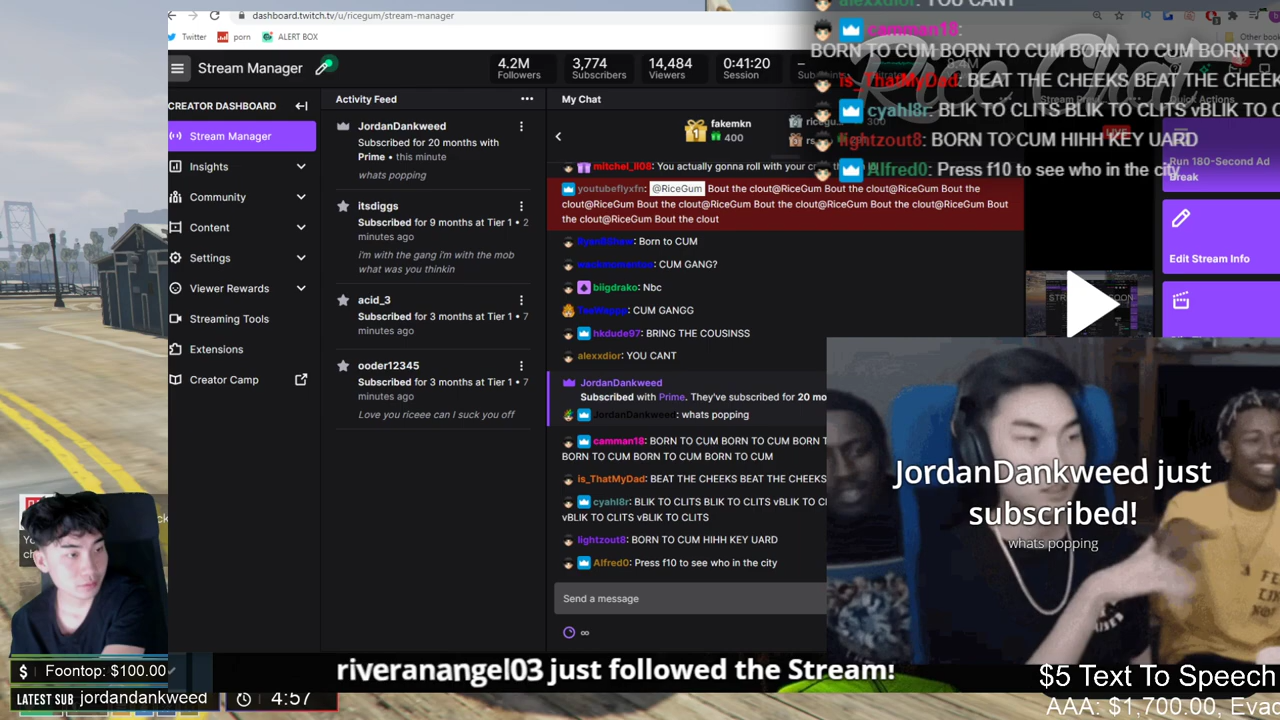 dashboard.twitch.tv/u/ricegum/stream-manager
Twitter
porn
ALERT BOX
Other book
Stream Manager
4.2M
Followers
3,774
Subscribers
14,484
Viewers
0:41:20
Session
CREATOR DASHBOARD
Stream Manager
Insights
Community
Content
Settings
Viewer Rewards
Streaming Tools
Extensions
Creator Camp
Activity Feed
JordanDankweed
Subscribed for 20 months with
Prime • this minute
whats popping
itsdiggs
Subscribed for 9 months at Tier 1 • 2
minutes ago
i'm with the gang i'm with the mob
what was you thinkin
acid_3
Subscribed for 3 months at Tier 1 • 7
minutes ago
ooder12345
Subscribed for 3 months at Tier 1 • 7
minutes ago
Love you riceee can I suck you off
My Chat
1
fakemkn
400
mitchel_ll08: You actually gonna roll with your
youtubeflyxfn: @RiceGum Bout the clout@RiceGum Bout the clout@RiceGum Bout the
clout@RiceGum Bout the clout@RiceGum Bout the clout@RiceGum Bout
the clout@RiceGum Bout the clout
: Born to CUM
: CUM GANG?
biigdrako: Nbc
: CUM GANGG
hkdude97: BRING THE COUSINSS
alexxdior: YOU CANT
JordanDankweed
Subscribed with Prime. They've subscribed for 20 mo
JordanDankweed: whats popping
camman18: BORN TO CUM BORN TO CUM BORN T
BORN TO CUM BORN TO CUM BORN TO CUM
is_ThatMyDad: BEAT THE CHEEKS BEAT THE CHEEKS
cyahl8r: BLIK TO CLITS BLIK TO CLITS vBLIK TO CL
vBLIK TO CLITS vBLIK TO CLITS
lightzout8: BORN TO CUM HIHH KEY UARD
Alfred0: Press f10 to see who in the city
Send a message
alexxdior: YOU CANT
camman18:
BORN TO CUM BORN TO CUM BORN TO CUM BORN TO
is_ThatMyDad: BEAT THE CHEEKS BEAT THE CHEEKS
cyahl8r: BLIK TO CLITS BLIK TO CLITS vBLIK TO C
lightzout8: BORN TO CUM HIHH KEY UARD
Alfred0: Press f10 to see who in the city
Rice Chat
Quick Actions
LIVE
Run 180-Second Ad
Break
Edit Stream Info
JordanDankweed just
subscribed!
whats popping
riveranangel03 just followed the Stream!
$ Foontop: $100.00
LATEST SUB jordandankweed
4:57
$5 Text To Speech
AAA: $1,700.00, Evad